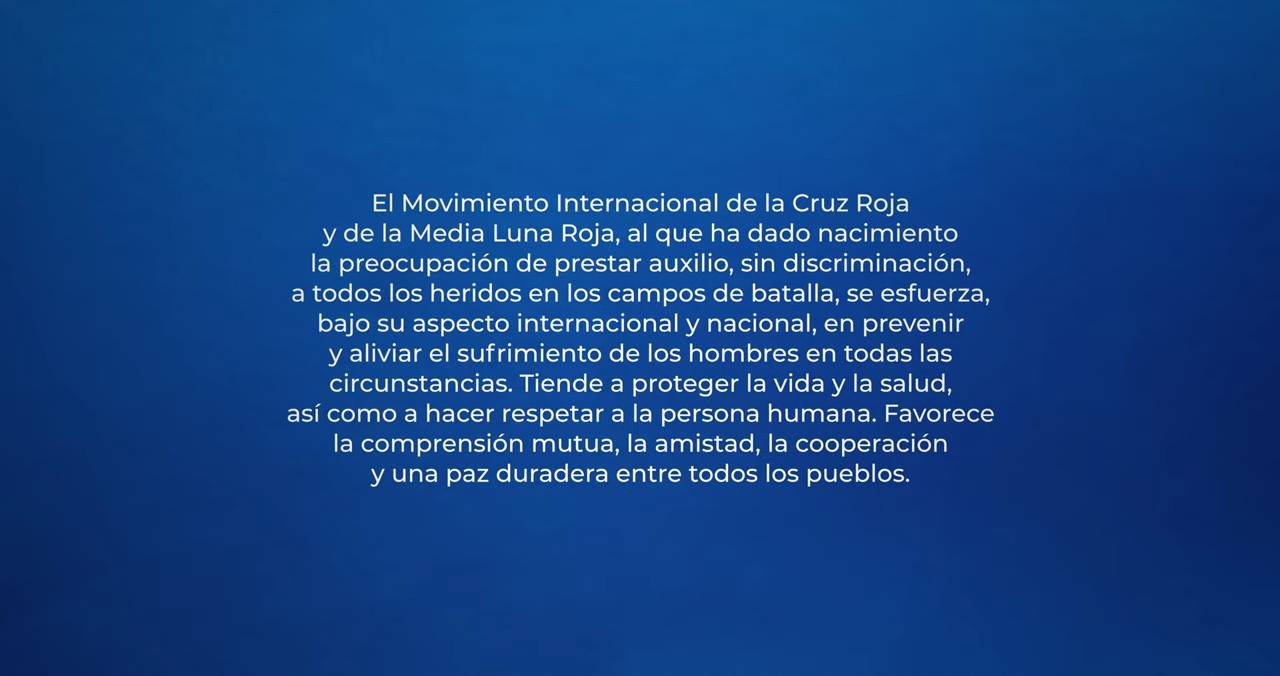 El Movimiento Internacional de la Cruz Roja
y de la Media Luna Roja, al que ha dado nacimiento
la preocupación de prestar auxilio, sin discriminación,
a todos los heridos en los campos de batalla, se esfuerza,
bajo su aspecto internacional y nacional, en prevenir
y aliviar el sufrimiento de los hombres en todas las
circunstancias. Tiende a proteger la vida y la salud,
así como a hacer respetar a la persona humana. Favorece
la comprensión mutua, la amistad, la cooperación
y una paz duradera entre todos los pueblos.